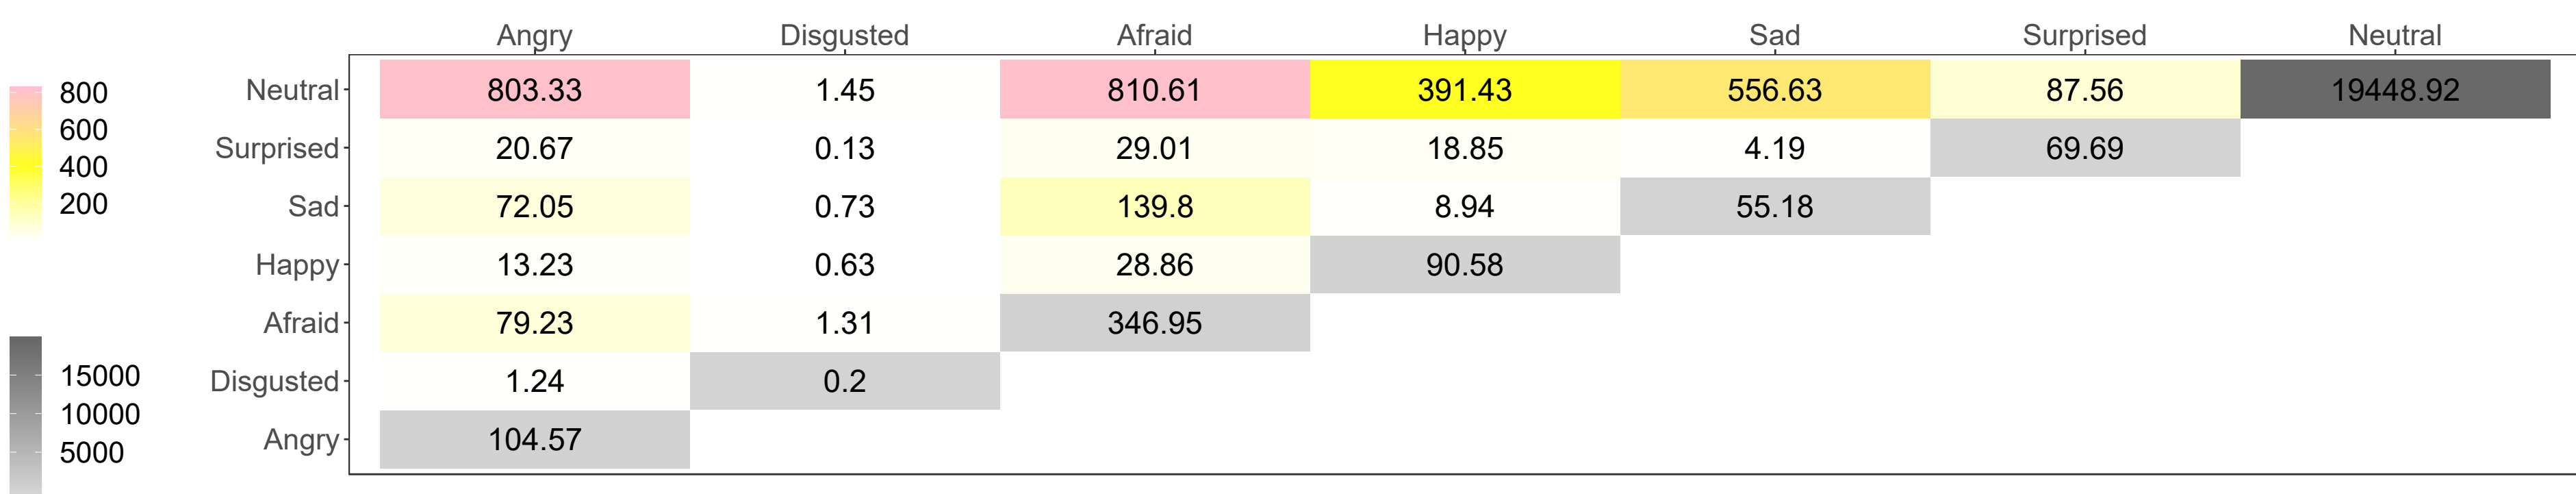 Angry Disgusted Afraid Happy Sad Surprised Neutral
800
600
400
200
15000
10000
5000
Neutral 803.33 1.45 810.61 391.43 556.63 87.56 19448.92
Surprised 20.67 0.13 29.01 18.85 4.19 69.69
Sad 72.05 0.73 139.8 8.94 55.18
Happy 13.23 0.63 28.86 90.58
Afraid 79.23 1.31 346.95
Disgusted 1.24 0.2
Angry 104.57